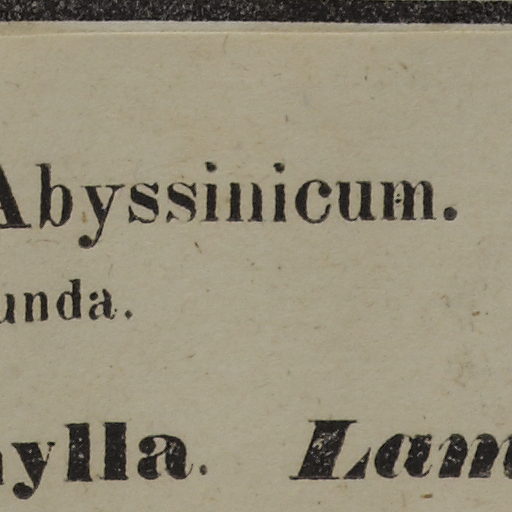 Abyssinicum.
unda.
ylla. Lam